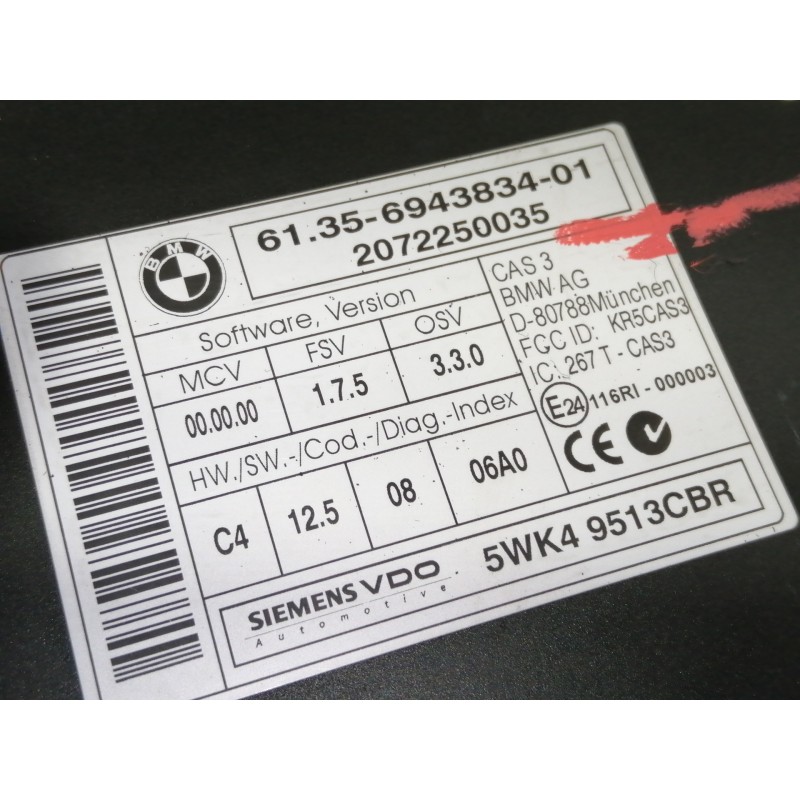 BMW
61.35-6943834-01
2072250035
Software, Version
MCV FSV OSV
00.00.00 1.7.5 3.3.0
HW./SW.-/Cod.-/Diag.-Index
C4 12.5 08 06A0
CAS 3
BMW AG
D-80788München
FCC ID: KR5CAS3
IC: 267 T - CAS3
E24 116RI - 000003
CE
SIEMENS VDO
Automotive
5WK4 9513CBR